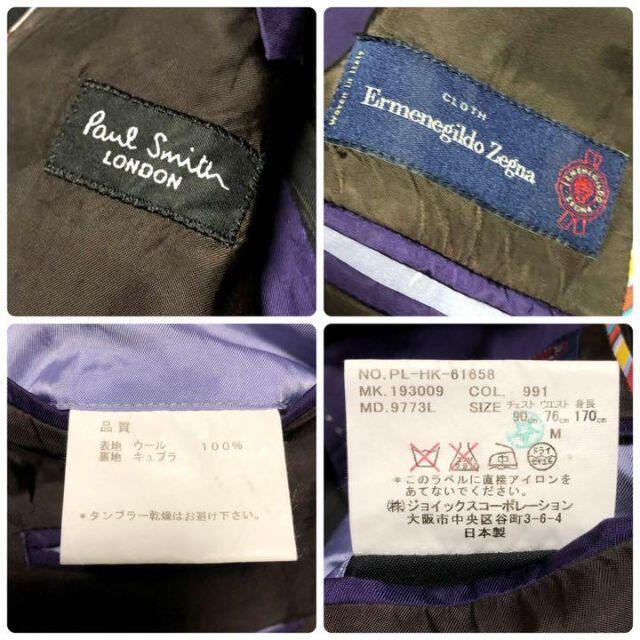 Paul Smith
LONDON
WOVEN IN ITALY
CLOTH
Ermenegildo Zegna
ERMENEGILDO
ZEGNA
品質
表地 ウール 100%
裏地 キュプラ
*タンブラー乾燥はお避け下さい。
NO. PL-HK-61658
MK. 193009 COL. 991
MD. 9773L SIZE チェスト ウエスト 身長
90cm 76cm 170cm
M
ドライ
*このラベルに直接アイロンを
あてないでください。
(株)ジョイックスコーポレーション
大阪市中央区谷町3-6-4
日本製